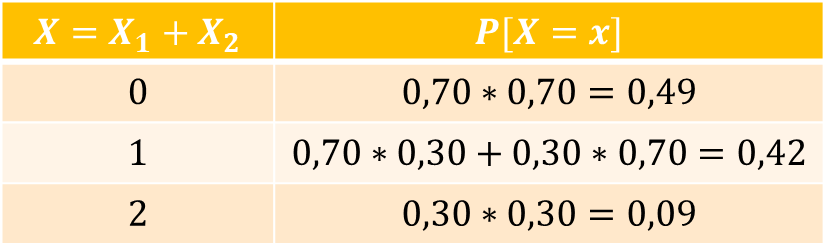 X = X₁ + X₂ P[X = x]
0 0,70 ∗ 0,70 = 0,49
1 0,70 ∗ 0,30 + 0,30 ∗ 0,70 = 0,42
2 0,30 ∗ 0,30 = 0,09